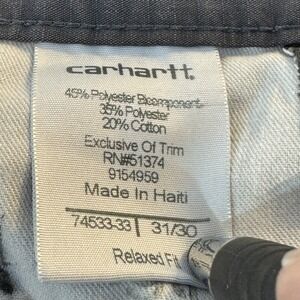 carhartt.
45% Polyester Bicomponent
35% Polyester
20% Cotton
Exclusive Of Trim
RN#51374
9154959
Made In Haiti
74533-33 31/30
Relaxed Fit